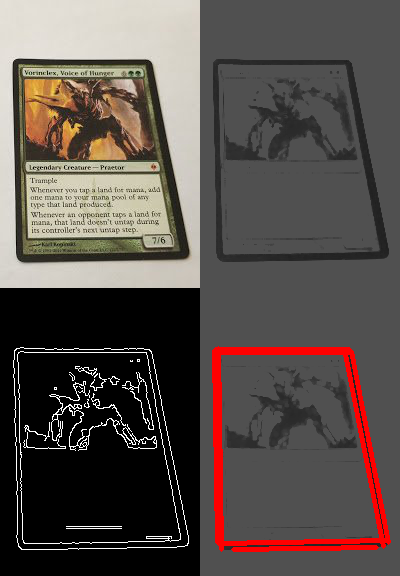 Vorinclex, Voice of Hunger
Legendary Creature — Praetor
Trample
Whenever you tap a land for mana, add
one mana to your mana pool of any
type that land produced.
Whenever an opponent taps a land for
mana, that land doesn't untap during
its controller's next untap step.
7/6
Karl Kopinski